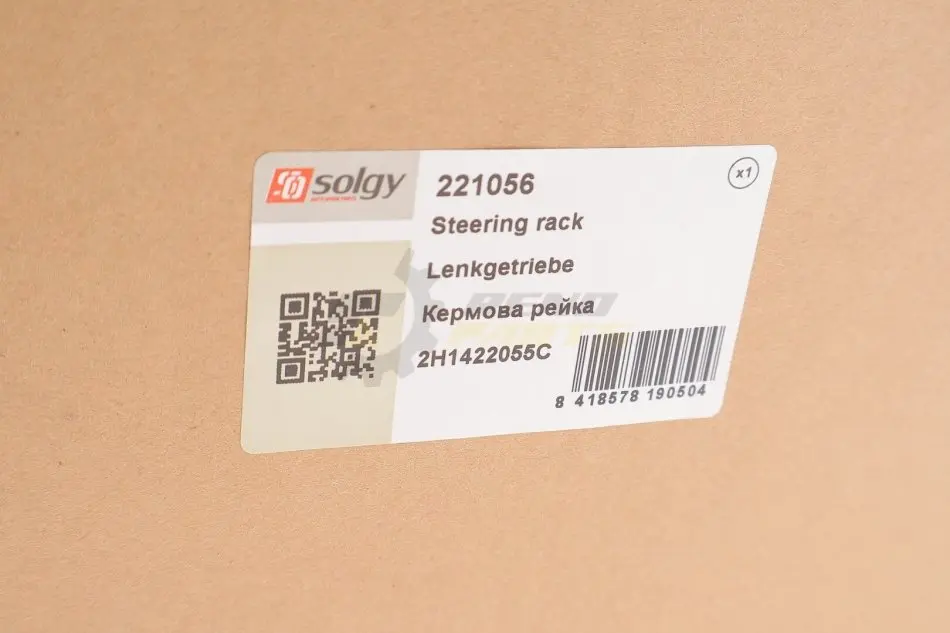 solgy
221056
x1
Steering rack
Lenkgetriebe
Кермова рейка
2H1422055C
8 418578 190504